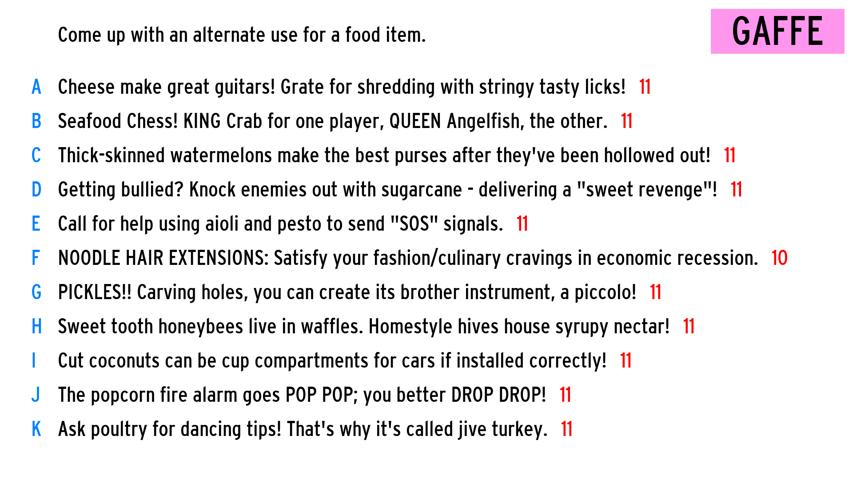 Come up with an alternate use for a food item.
GAFFE
A Cheese make great guitars! Grate for shredding with stringy tasty licks! 11
B Seafood Chess! KING Crab for one player, QUEEN Angelfish, the other. 11
C Thick-skinned watermelons make the best purses after they've been hollowed out! 11
D Getting bullied? Knock enemies out with sugarcane - delivering a "sweet revenge"! 11
E Call for help using aioli and pesto to send "SOS" signals. 11
F NOODLE HAIR EXTENSIONS: Satisfy your fashion/culinary cravings in economic recession. 10
G PICKLES!! Carving holes, you can create its brother instrument, a piccolo! 11
H Sweet tooth honeybees live in waffles. Homestyle hives house syrupy nectar! 11
I Cut coconuts can be cup compartments for cars if installed correctly! 11
J The popcorn fire alarm goes POP POP; you better DROP DROP! 11
K Ask poultry for dancing tips! That's why it's called jive turkey. 11